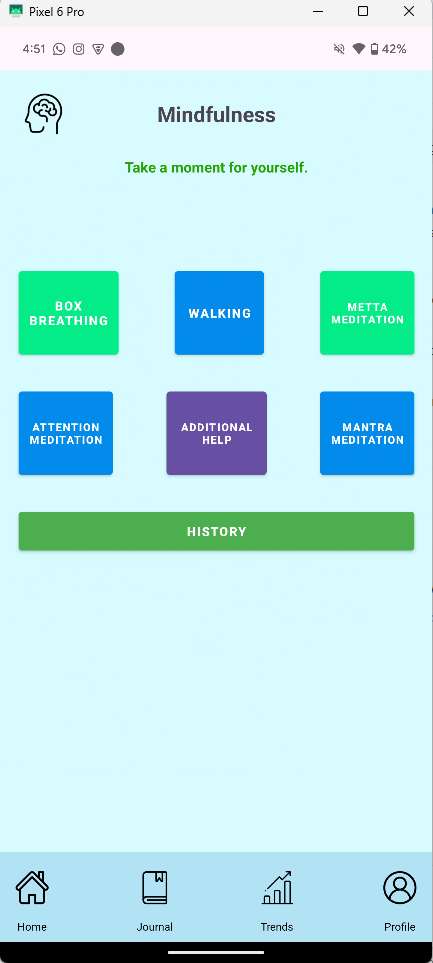 Pixel 6 Pro
4:51
42%
Mindfulness
Take a moment for yourself.
BOX
BREATHING
WALKING
METTA
MEDITATION
ATTENTION
MEDITATION
ADDITIONAL
HELP
MANTRA
MEDITATION
HISTORY
Home
Journal
Trends
Profile